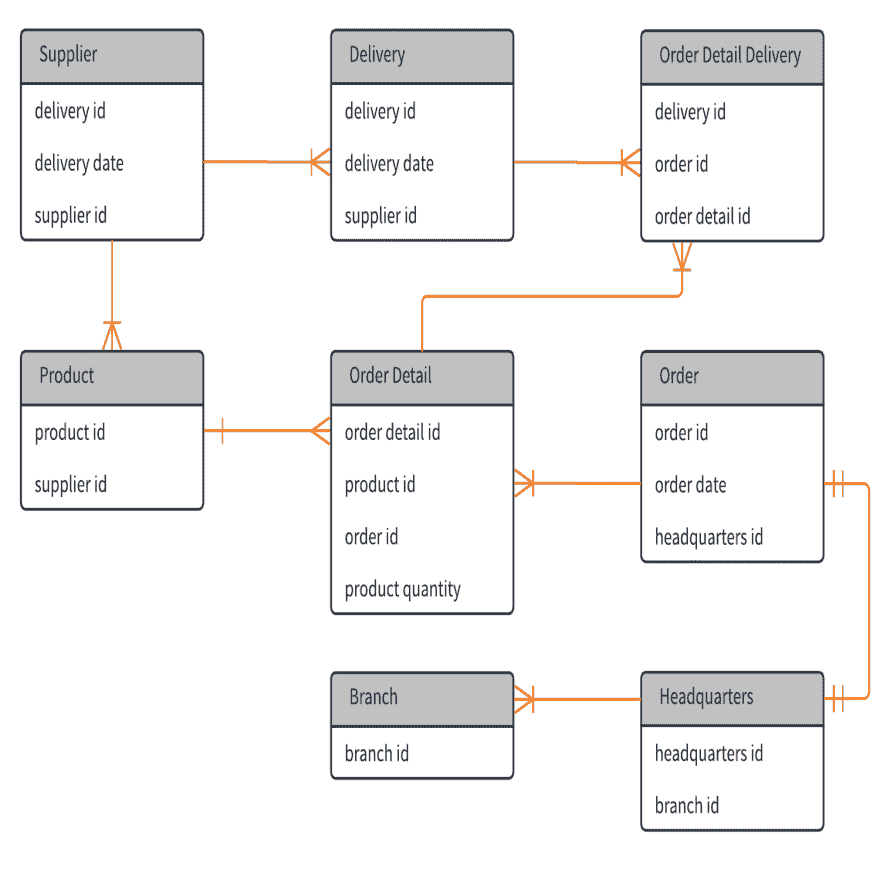 Supplier
delivery id
delivery date
supplier id
Delivery
delivery id
delivery date
supplier id
Order Detail Delivery
delivery id
order id
order detail id
Product
product id
supplier id
Order Detail
order detail id
product id
order id
product quantity
Order
order id
order date
headquarters id
Branch
branch id
Headquarters
headquarters id
branch id